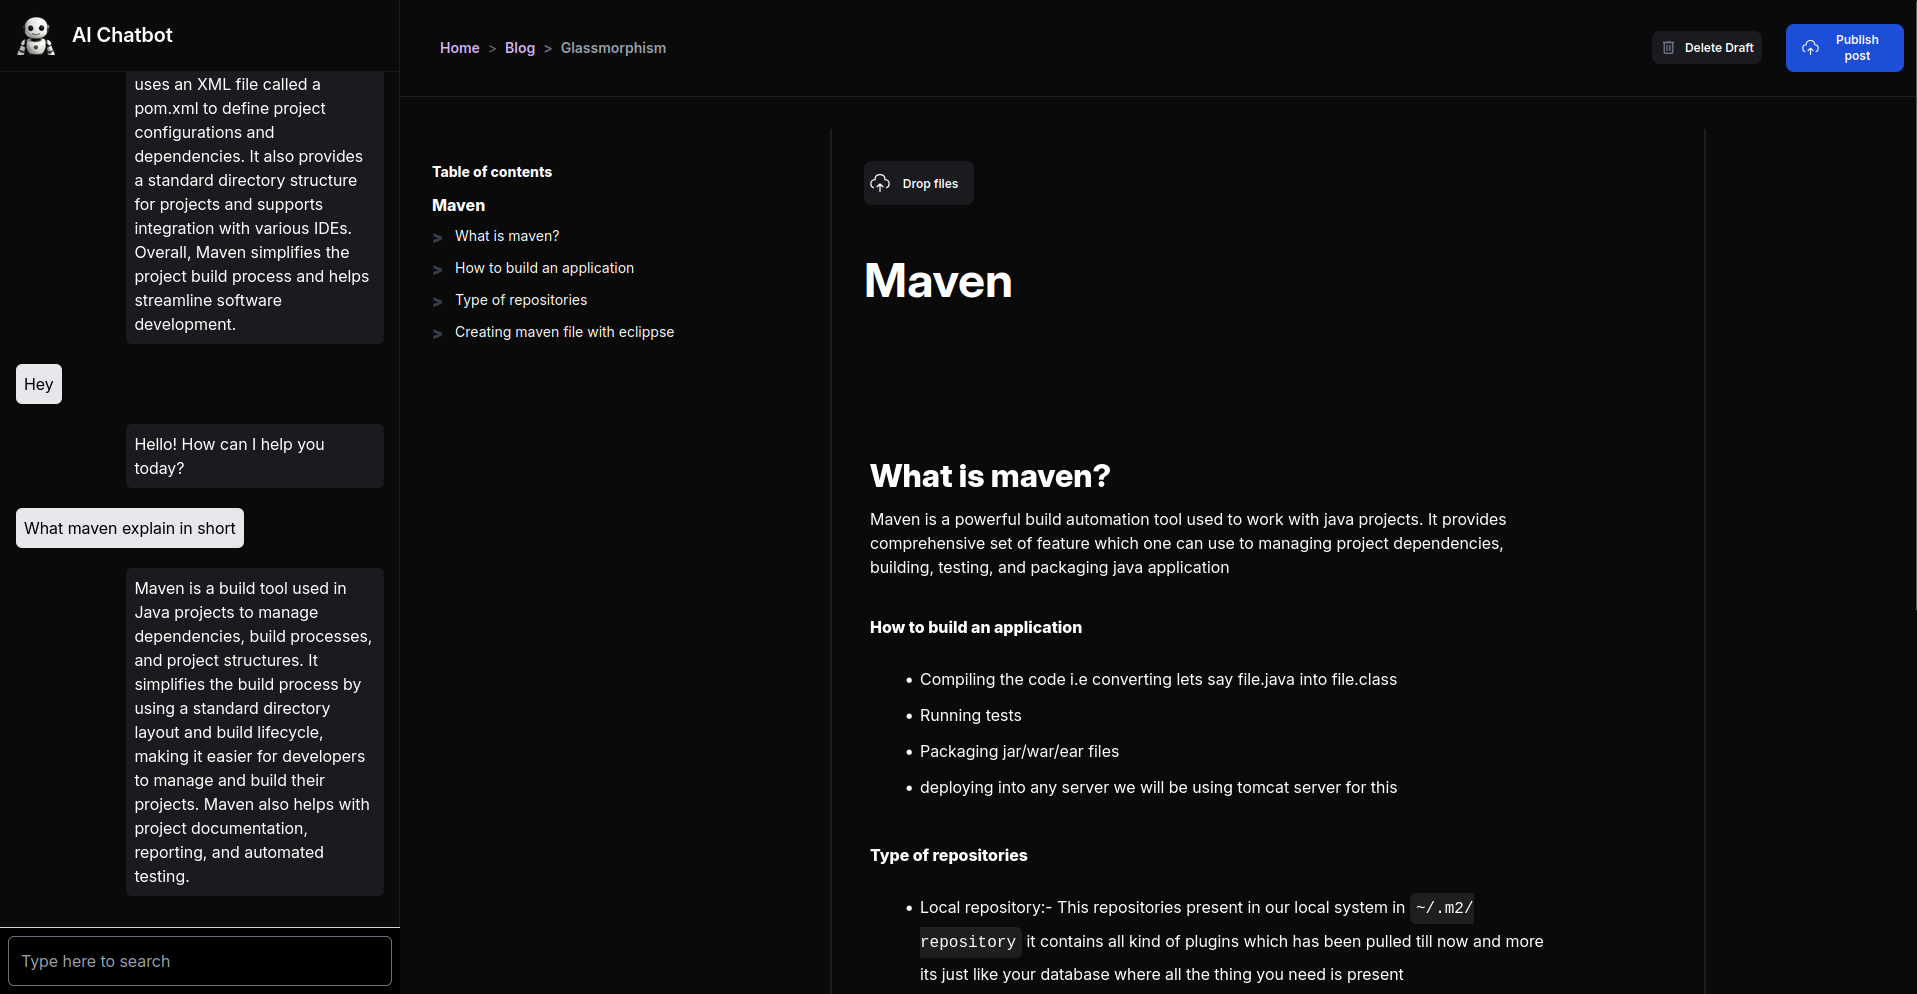 AI Chatbot
uses an XML file called a
pom.xml to define project
configurations and
dependencies. It also provides
a standard directory structure
for projects and supports
integration with various IDEs.
Overall, Maven simplifies the
project build process and helps
streamline software
development.
Hey
Hello! How can I help you
today?
What maven explain in short
Maven is a build tool used in
Java projects to manage
dependencies, build processes,
and project structures. It
simplifies the build process by
using a standard directory
layout and build lifecycle,
making it easier for developers
to manage and build their
projects. Maven also helps with
project documentation,
reporting, and automated
testing.
Type here to search
Home > Blog > Glassmorphism
Delete Draft
Publish
post
Table of contents
Maven
> What is maven?
> How to build an application
> Type of repositories
> Creating maven file with eclippse
Drop files
Maven
What is maven?
Maven is a powerful build automation tool used to work with java projects. It provides
comprehensive set of feature which one can use to managing project dependencies,
building, testing, and packaging java application
How to build an application
• Compiling the code i.e converting lets say file.java into file.class
• Running tests
• Packaging jar/war/ear files
• deploying into any server we will be using tomcat server for this
Type of repositories
• Local repository:- This repositories present in our local system in ~/.m2/
repository it contains all kind of plugins which has been pulled till now and more
its just like your database where all the thing you need is present